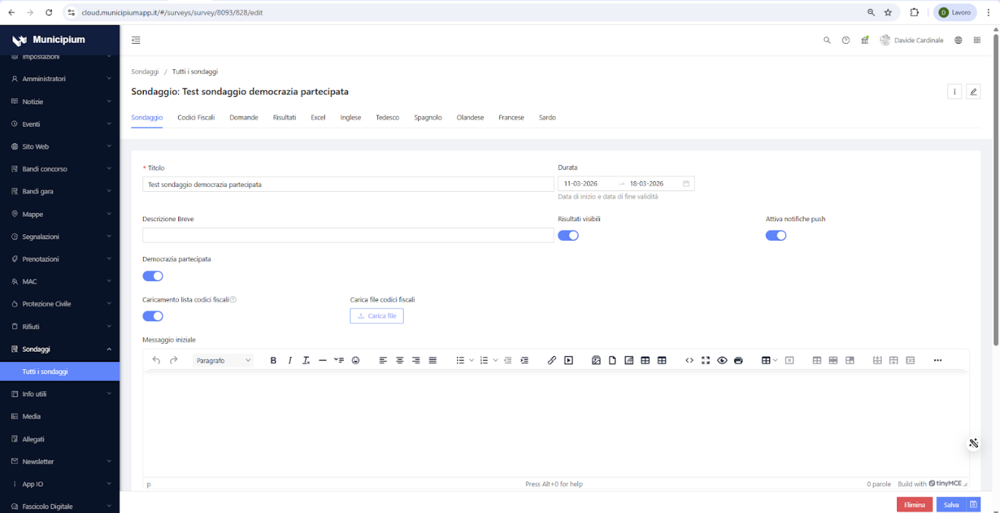 cloud.municipiumapp.it/#/surveys/survey/8093/828/edit
D Lavoro
Municipium
Davide Cardinale
Impostazioni
Amministratori
Notizie
Eventi
Sito Web
Bandi concorso
Bandi gara
Mappe
Segnalazioni
Prenotazioni
MAC
Protezione Civile
Rifiuti
Sondaggi
Tutti i sondaggi
Info utili
Media
Allegati
Newsletter
App IO
Fascicolo Digitale
Sondaggi / Tutti i sondaggi
Sondaggio: Test sondaggio democrazia partecipata
Sondaggio Codici Fiscali Domande Risultati Excel Inglese Tedesco Spagnolo Olandese Francese Sardo
* Titolo Durata
Test sondaggio democrazia partecipata 11-03-2026 → 18-03-2026
Data di inizio e data di fine validità
Descrizione Breve Risultati visibili Attiva notifiche push
Democrazia partecipata
Caricamento lista codici fiscali Carica file codici fiscali
Carica file
Messaggio iniziale
Paragrafo B I
p Press Alt+0 for help 0 parole Build with tinyMCE
Elimina Salva